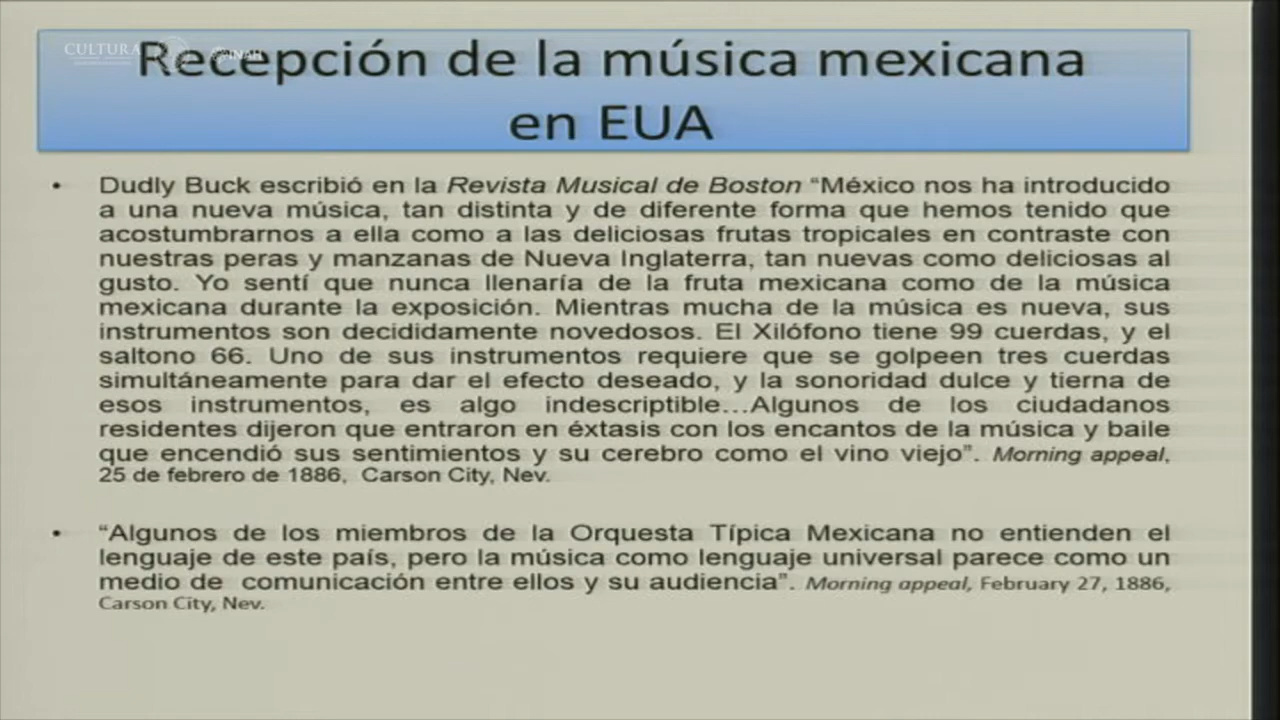 CULTURA
INAH
Recepción de la música mexicana
en EUA
• Dudly Buck escribió en la Revista Musical de Boston “México nos ha introducido
a una nueva música, tan distinta y de diferente forma que hemos tenido que
acostumbrarnos a ella como a las deliciosas frutas tropicales en contraste con
nuestras peras y manzanas de Nueva Inglaterra, tan nuevas como deliciosas al
gusto. Yo sentí que nunca llenaría de la fruta mexicana como de la música
mexicana durante la exposición. Mientras mucha de la música es nueva, sus
instrumentos son decididamente novedosos. El Xilófono tiene 99 cuerdas, y el
saltono 66. Uno de sus instrumentos requiere que se golpeen tres cuerdas
simultáneamente para dar el efecto deseado, y la sonoridad dulce y tierna de
esos instrumentos, es algo indescriptible…Algunos de los ciudadanos
residentes dijeron que entraron en éxtasis con los encantos de la música y baile
que encendió sus sentimientos y su cerebro como el vino viejo”. Morning appeal,
25 de febrero de 1886, Carson City, Nev.
• “Algunos de los miembros de la Orquesta Típica Mexicana no entienden el
lenguaje de este país, pero la música como lenguaje universal parece como un
medio de comunicación entre ellos y su audiencia”. Morning appeal, February 27, 1886,
Carson City, Nev.